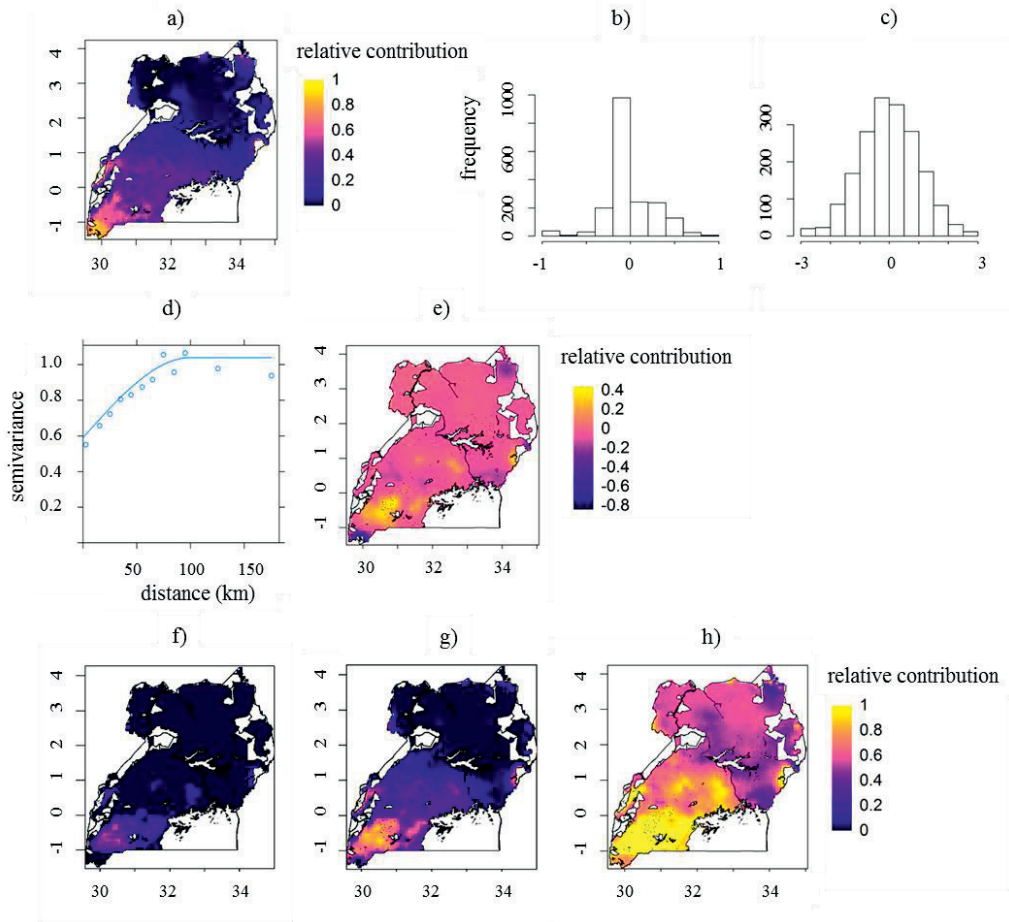 a)
b)
c)
relative contribution
1
0.8
0.6
0.4
0.2
0
4
3
2
1
0
-1
30 32 34
frequency
1000
600
200
0
-1 0 1
300
200
100
0
-3 0 3
d)
e)
semivariance
1.0
0.8
0.6
0.4
0.2
50 100 150
distance (km)
4
3
2
1
0
-1
30 32 34
relative contribution
0.4
0.2
0
-0.2
-0.4
-0.6
-0.8
f)
g)
h)
4
3
2
1
0
-1
30 32 34
4
3
2
1
0
-1
30 32 34
4
3
2
1
0
-1
30 32 34
relative contribution
1
0.8
0.6
0.4
0.2
0